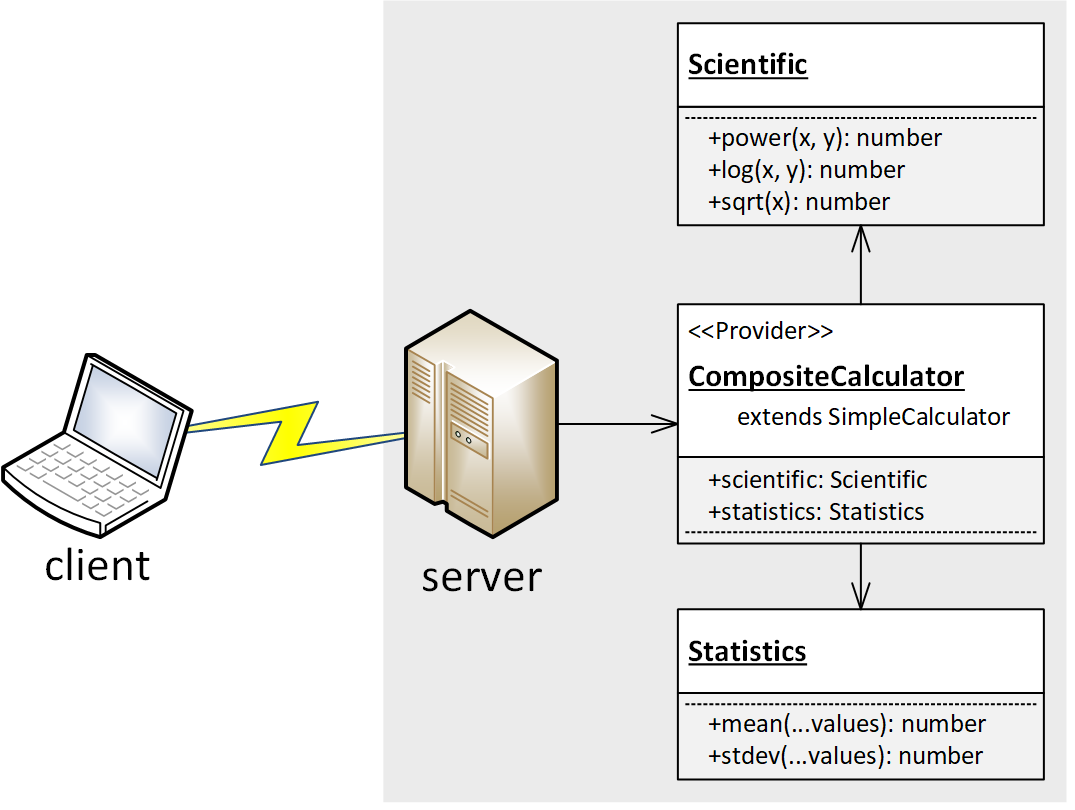 Scientific
+power(x, y): number
+log(x, y): number
+sqrt(x): number
<<Provider>>
CompositeCalculator
extends SimpleCalculator
+scientific: Scientific
+statistics: Statistics
client
server
Statistics
+mean(...values): number
+stdev(...values): number